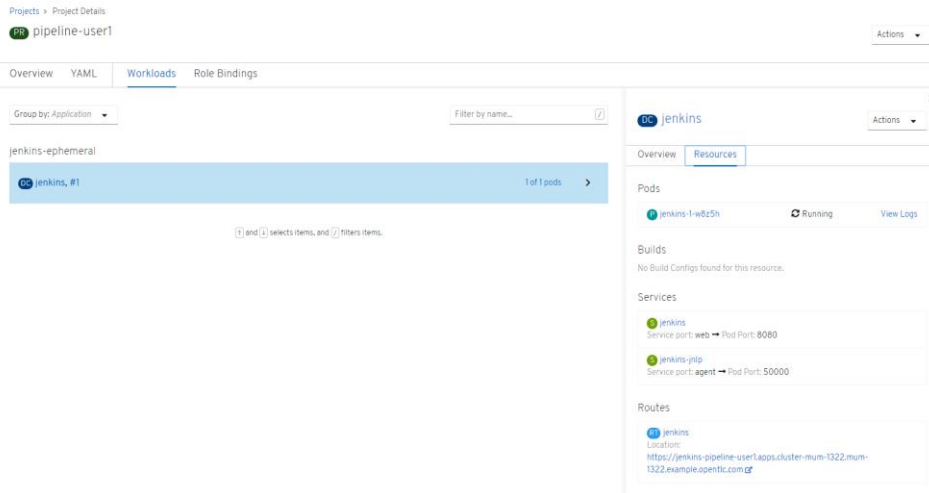 Projects > Project Details
PR pipeline-user1
Actions
Overview YAML Workloads Role Bindings
Group by: Application
Filter by name... /
jenkins-ephemeral
DC jenkins, #1 1 of 1 pods
↑ and ↓ selects items, and / filters items.
DC jenkins
Actions
Overview Resources
Pods
P jenkins-1-w8z5h Running View Logs
Builds
No Build Configs found for this resource.
Services
S jenkins
Service port: web → Pod Port: 8080
S jenkins-jnlp
Service port: agent → Pod Port: 50000
Routes
RT jenkins
Location:
https://jenkins-pipeline-user1.apps.cluster-mum-1322.mum-
1322.example.opentlc.com